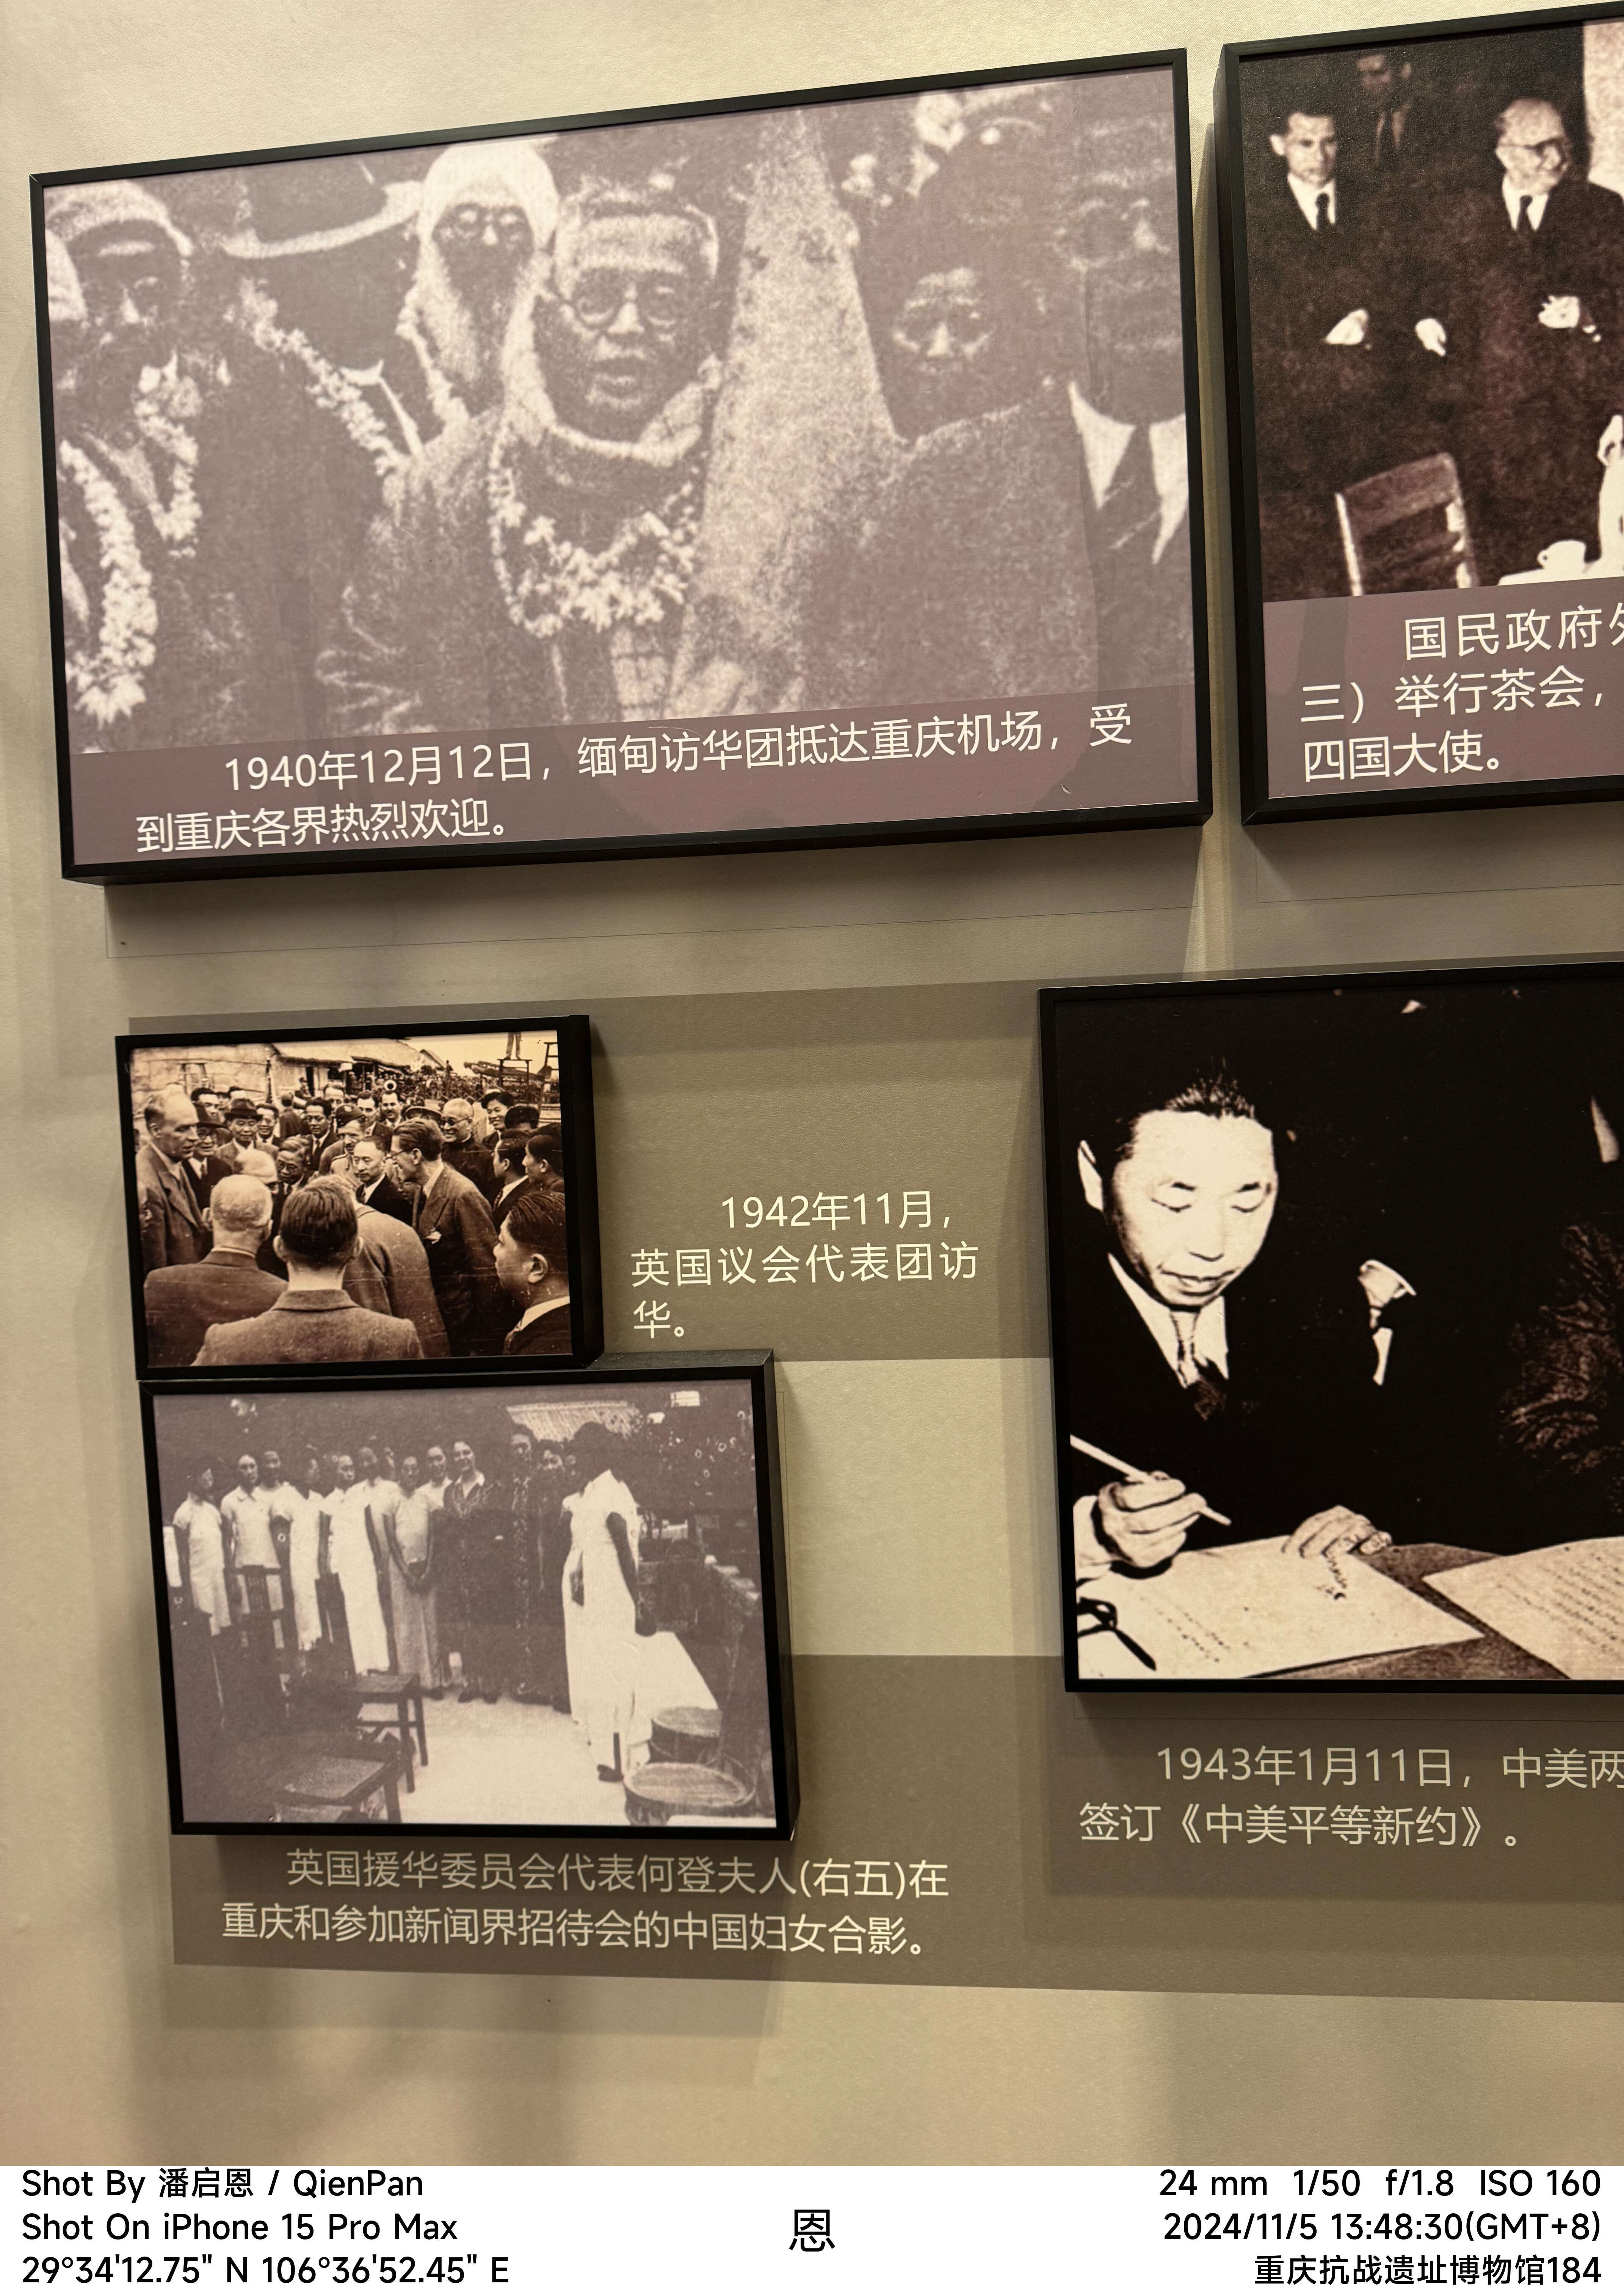 1940年12月12日，缅甸访华团抵达重庆机场，受
到重庆各界热烈欢迎。
国民政府
三）举行茶会，
四国大使。
1942年11月，
英国议会代表团访
华。
英国援华委员会代表何登夫人(右五)在
重庆和参加新闻界招待会的中国妇女合影。
1943年1月11日，中美两
签订《中美平等新约》。
Shot By 潘启恩 / QienPan
Shot On iPhone 15 Pro Max
29°34'12.75" N 106°36'52.45" E
恩
24 mm 1/50 f/1.8 ISO 160
2024/11/5 13:48:30(GMT+8)
重庆抗战遗址博物馆184